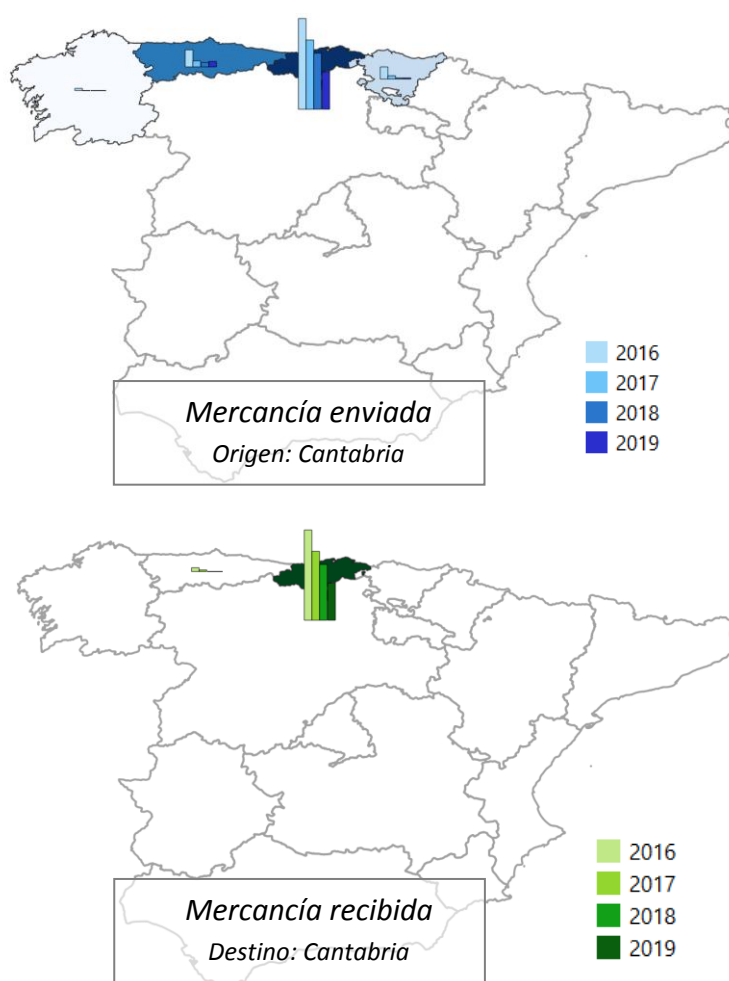 2016
2017
2018
2019
Mercancía enviada
Origen: Cantabria
2016
2017
2018
2019
Mercancía recibida
Destino: Cantabria